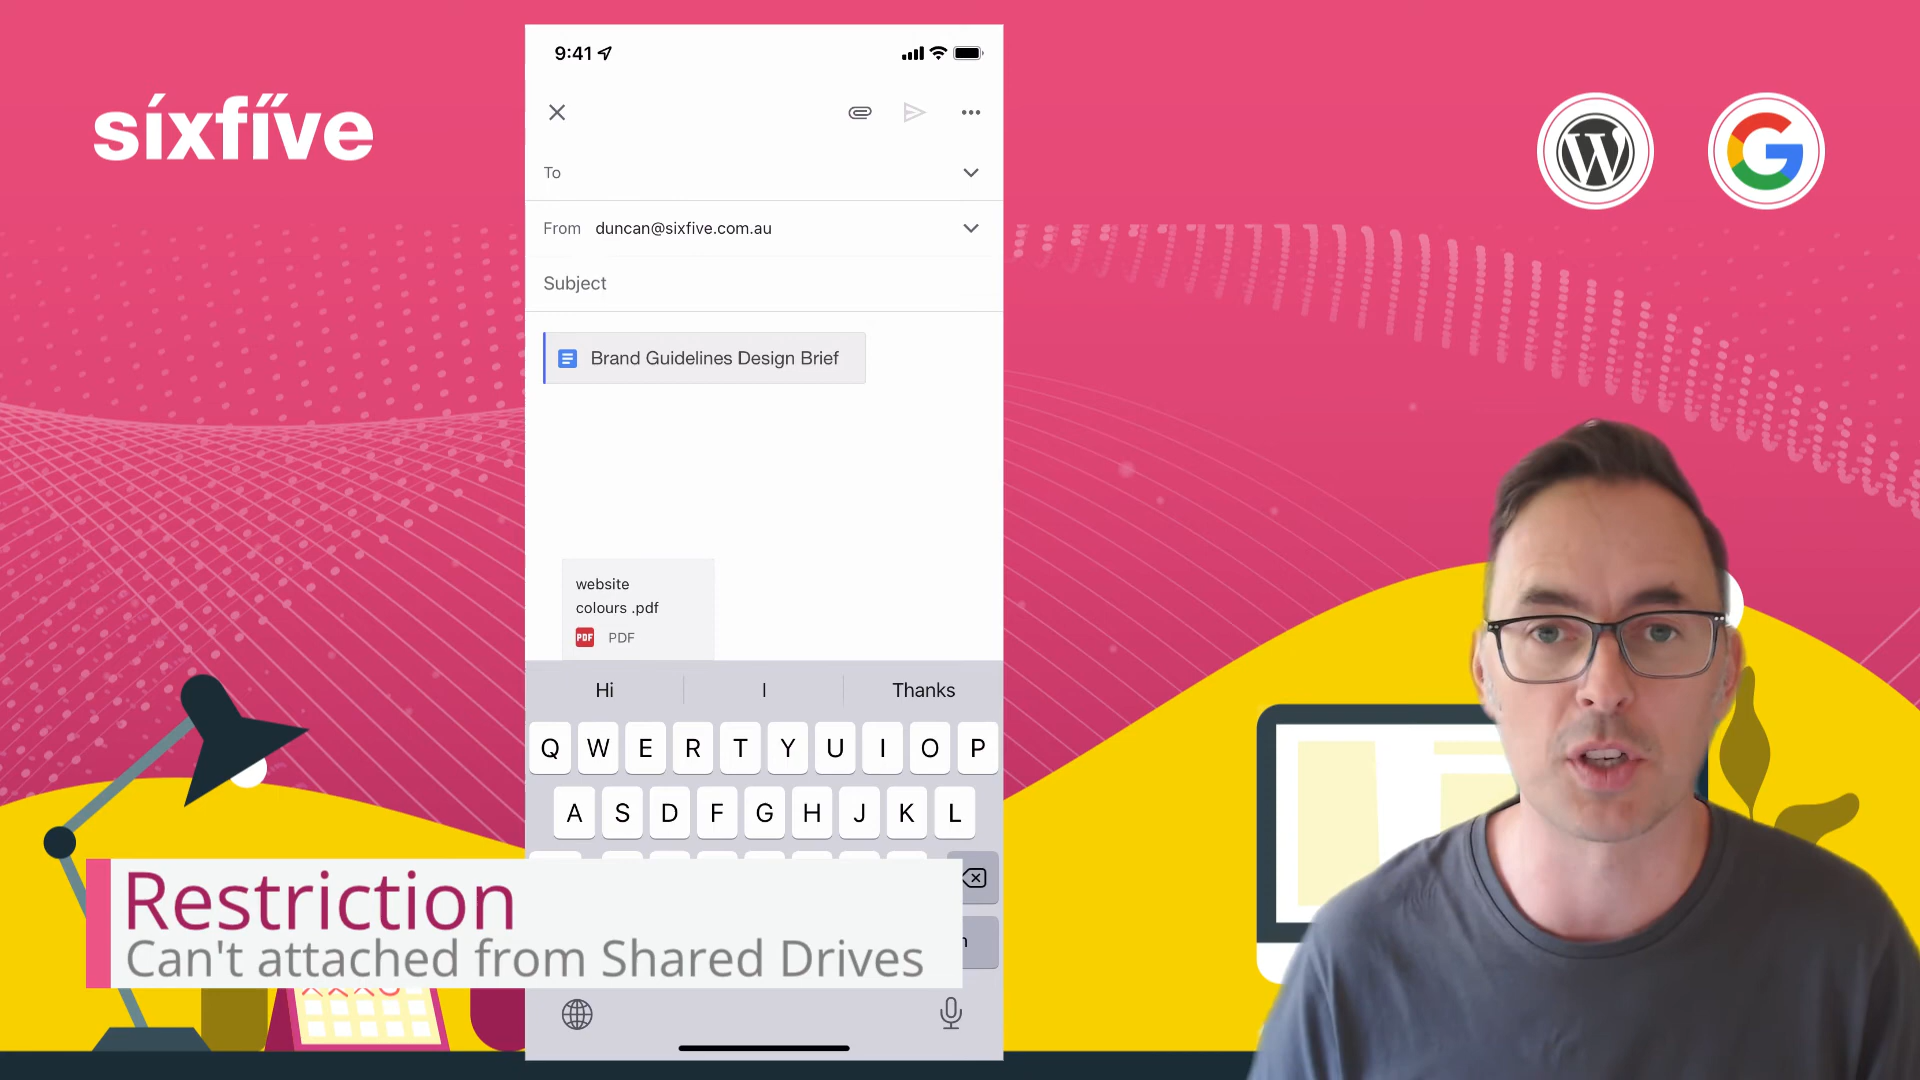 síxfív̋e
9:41
To
From duncan@sixfive.com.au
Subject
Brand Guidelines Design Brief
website
colours .pdf
PDF PDF
Hi I Thanks
Q W E R T Y U I O P
A S D F G H J K L
Restriction
Can't attached from Shared Drives
W
G